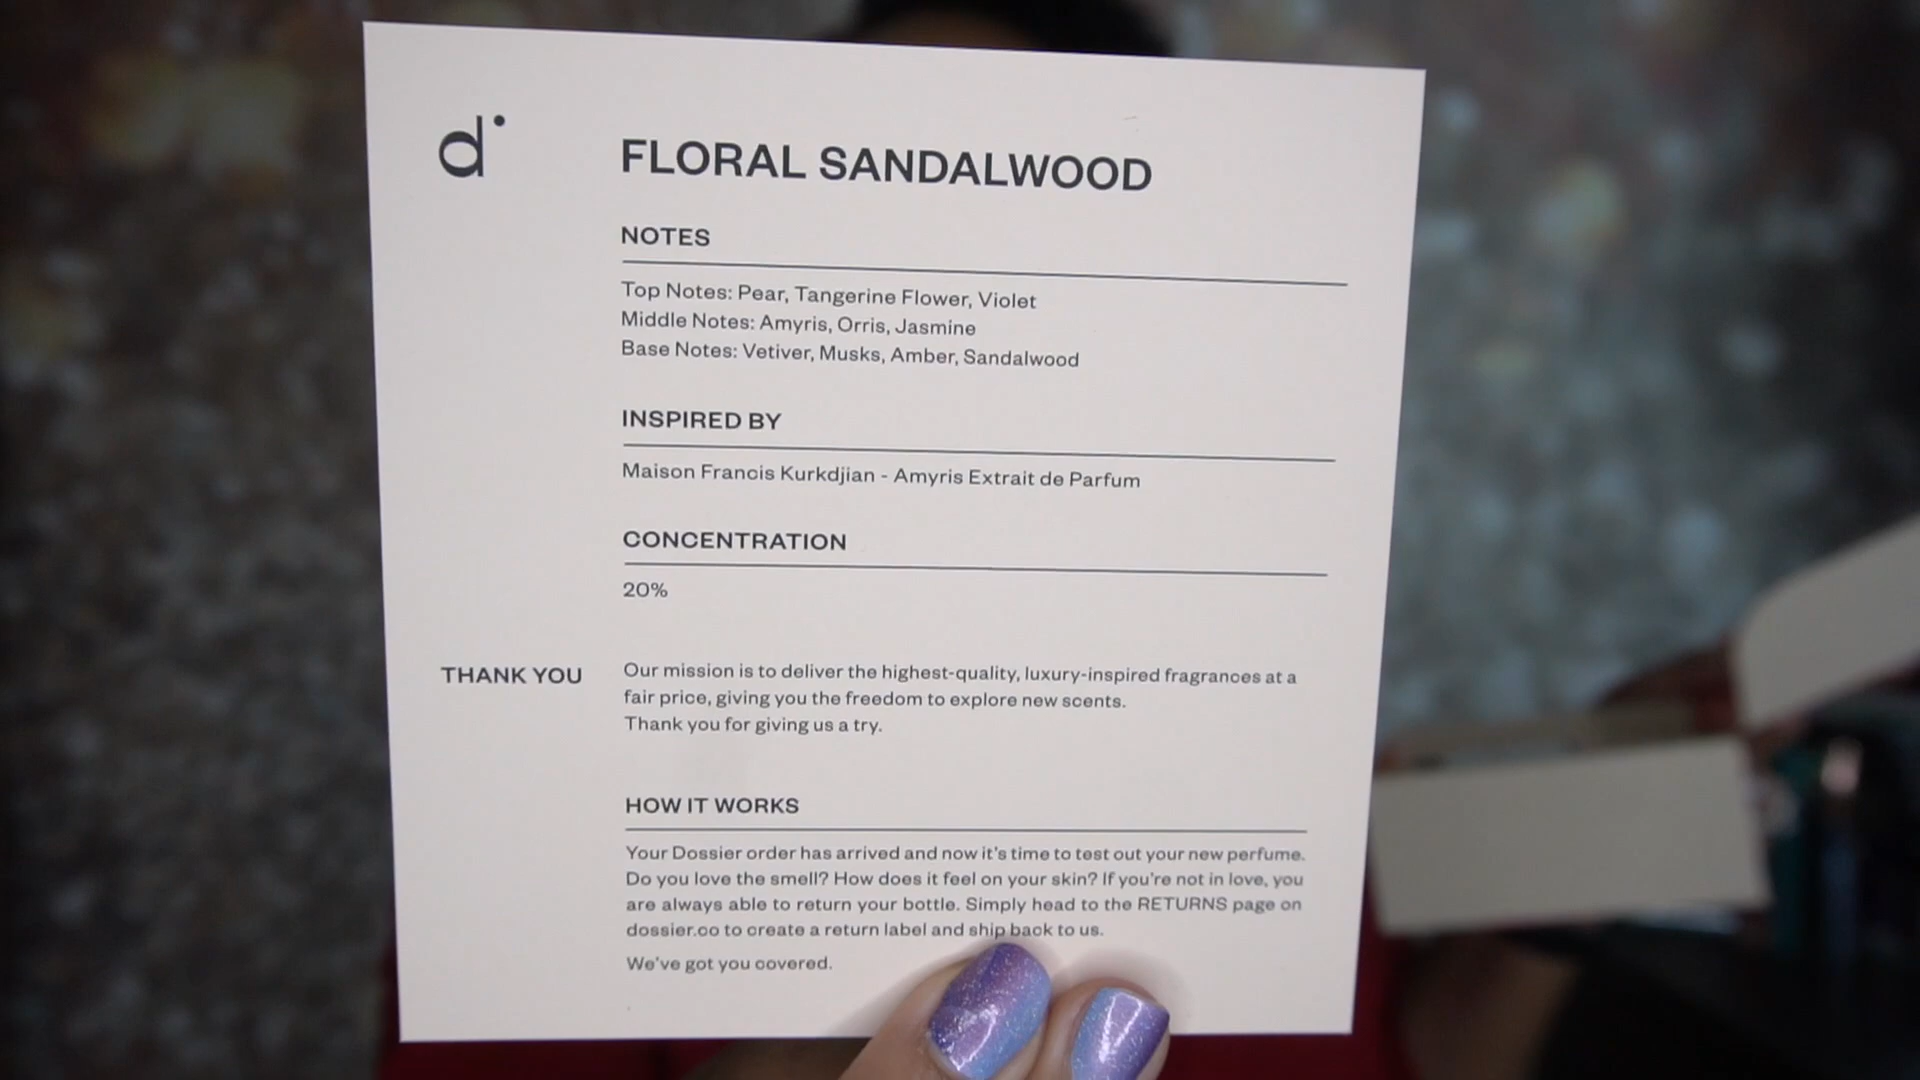 d.
FLORAL SANDALWOOD
NOTES
Top Notes: Pear, Tangerine Flower, Violet
Middle Notes: Amyris, Orris, Jasmine
Base Notes: Vetiver, Musks, Amber, Sandalwood
INSPIRED BY
Maison Francis Kurkdjian - Amyris Extrait de Parfum
CONCENTRATION
20%
THANK YOU
Our mission is to deliver the highest-quality, luxury-inspired fragrances at a
fair price, giving you the freedom to explore new scents.
Thank you for giving us a try.
HOW IT WORKS
Your Dossier order has arrived and now it's time to test out your new perfume.
Do you love the smell? How does it feel on your skin? If you're not in love, you
are always able to return your bottle. Simply head to the RETURNS page on
dossier.co to create a return label and ship back to us.
We've got you covered.